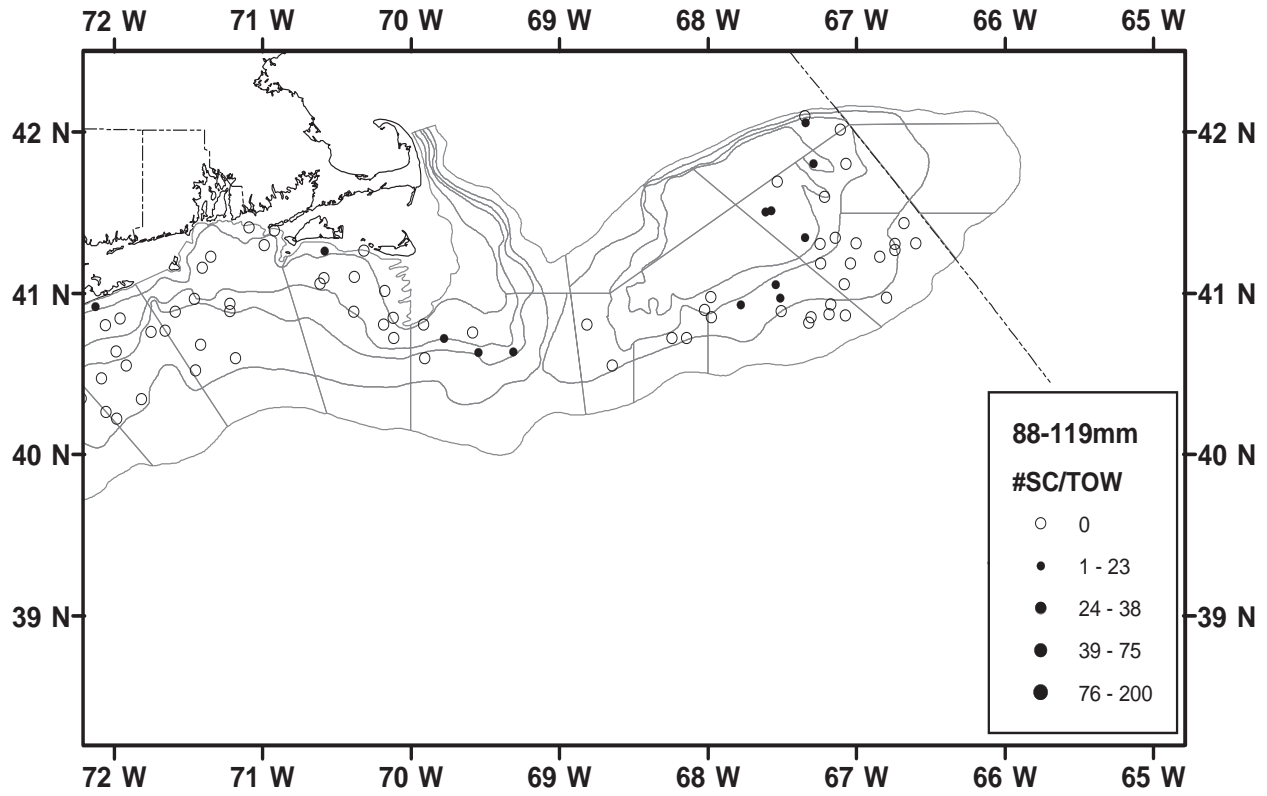 72 W 71 W 70 W 69 W 68 W 67 W 66 W 65 W
42 N 42 N
41 N 41 N
40 N 40 N
39 N 39 N
88-119mm
#SC/TOW
0
1 - 23
24 - 38
39 - 75
76 - 200
72 W 71 W 70 W 69 W 68 W 67 W 66 W 65 W